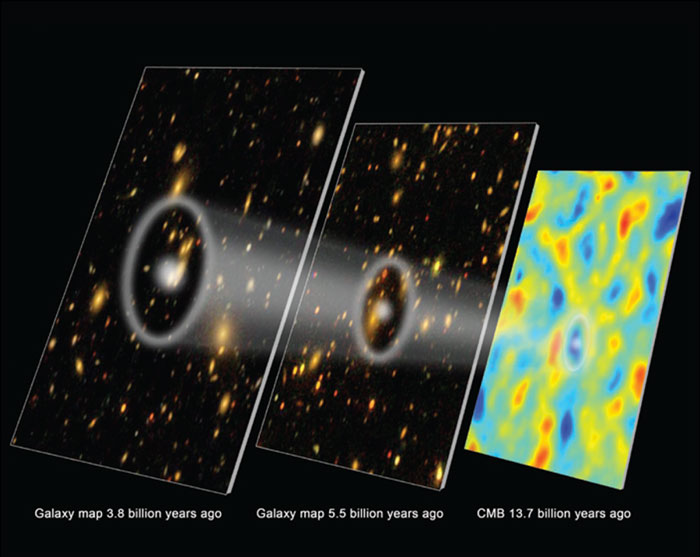 Galaxy map 3.8 billion years ago
Galaxy map 5.5 billion years ago
CMB 13.7 billion years ago